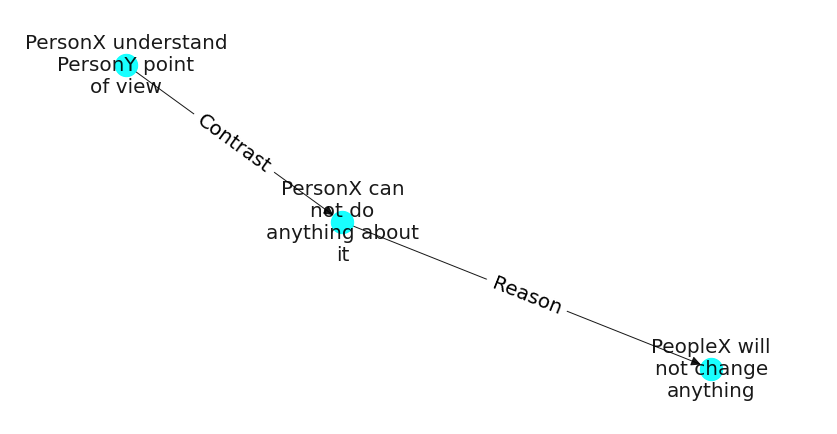 PersonX understand
PersonY point
of view
Contrast
PersonX can
not do
anything about
it
Reason
PeopleX will
not change
anything